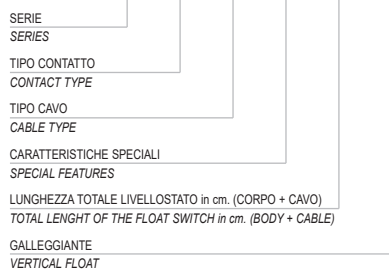 SERIE
SERIES
TIPO CONTATTO
CONTACT TYPE
TIPO CAVO
CABLE TYPE
CARATTERISTICHE SPECIALI
SPECIAL FEATURES
LUNGHEZZA TOTALE LIVELLOSTATO in cm. (CORPO + CAVO)
TOTAL LENGHT OF THE FLOAT SWITCH in cm. (BODY + CABLE)
GALLEGGIANTE
VERTICAL FLOAT